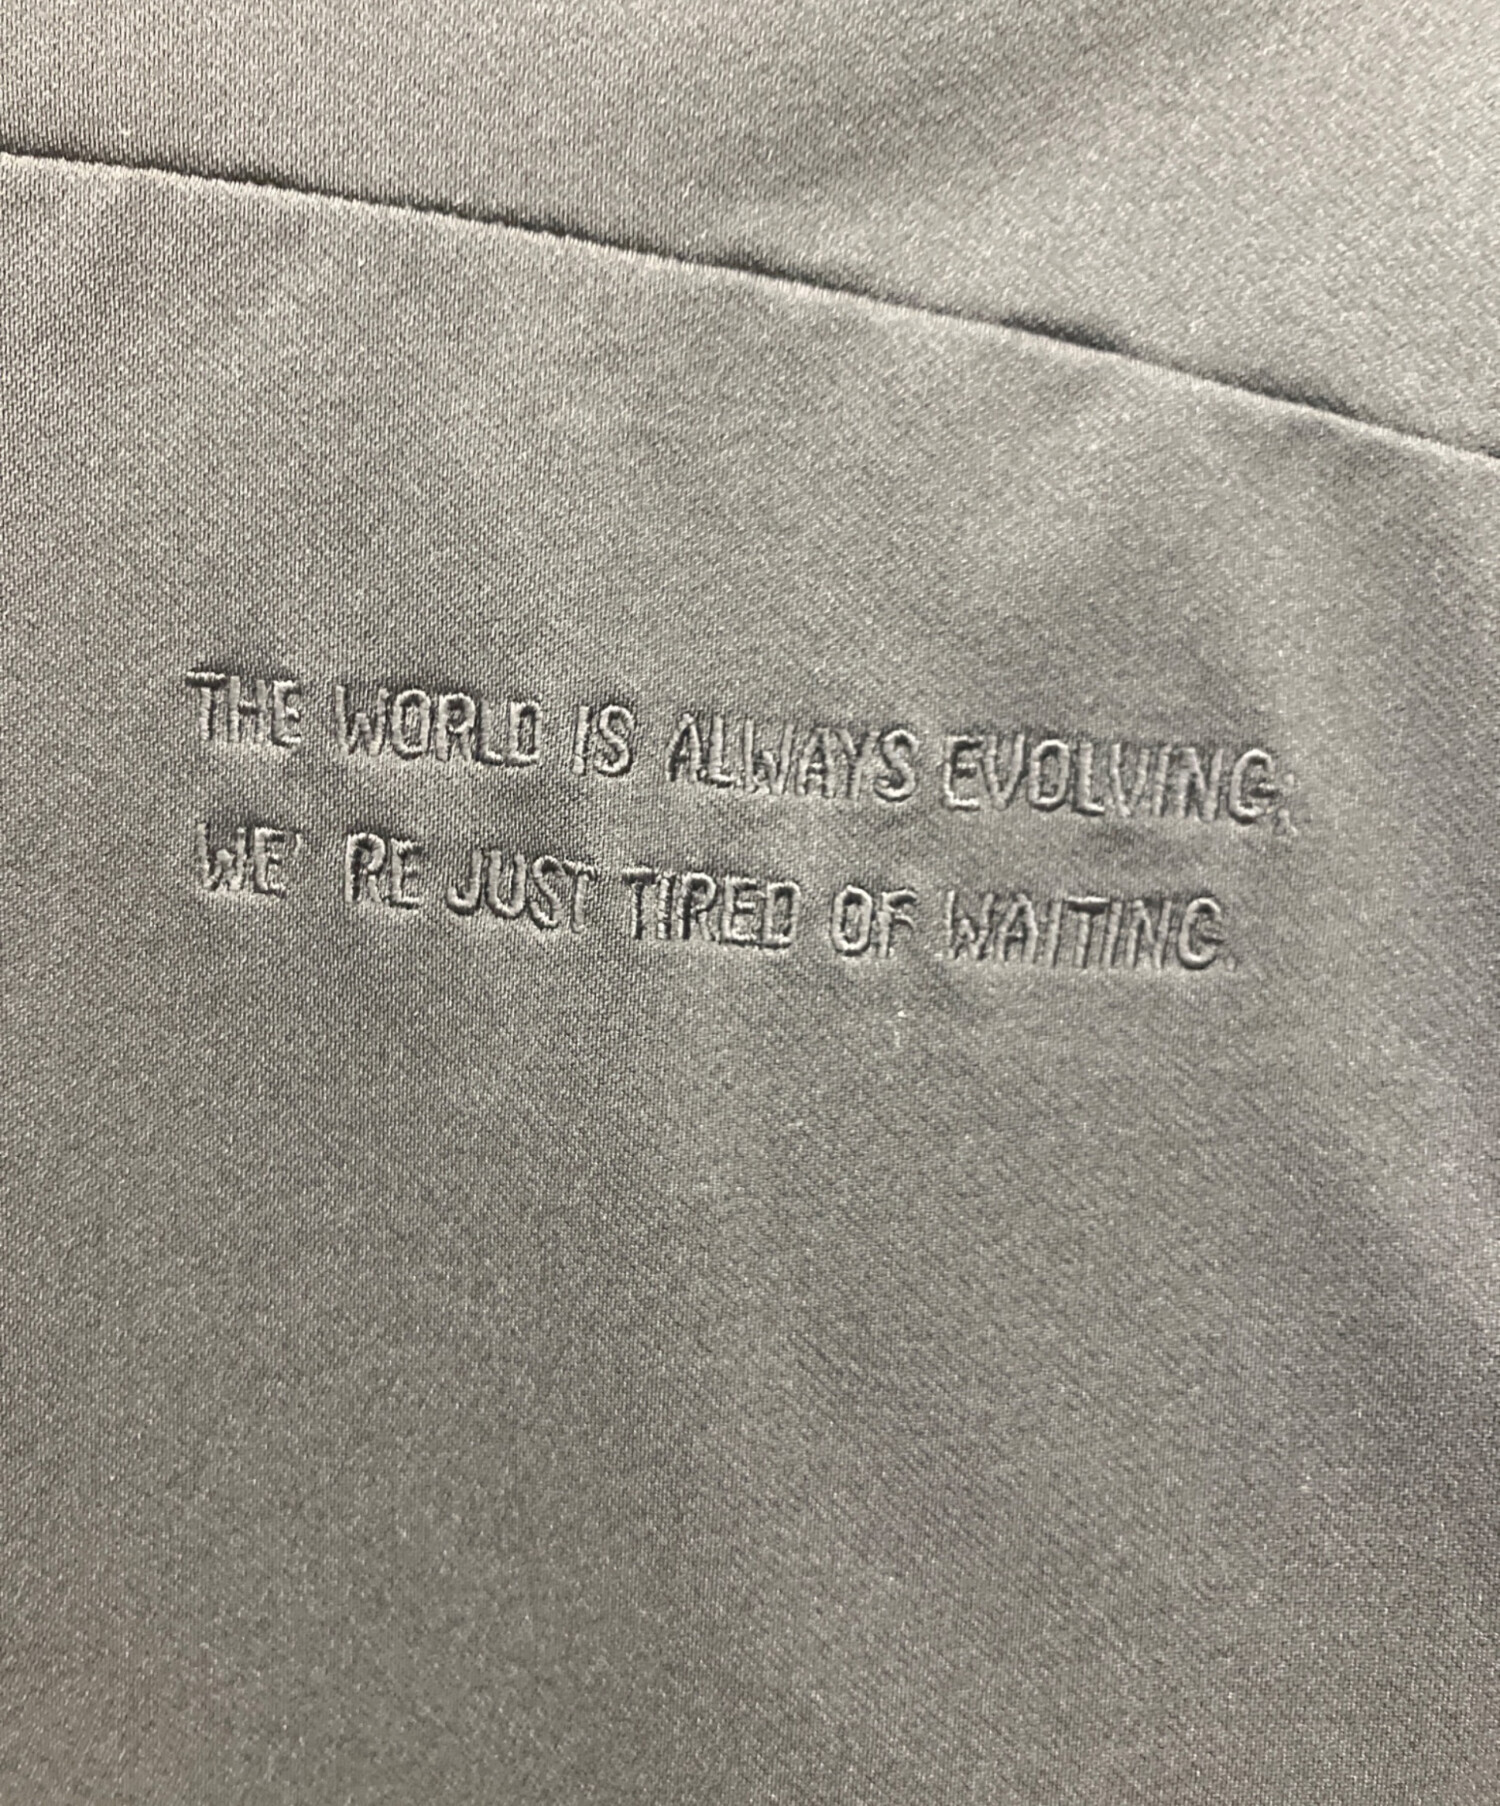 THE WORLD IS ALWAYS EVOLVING;
WE' RE JUST TIRED OF WAITING.